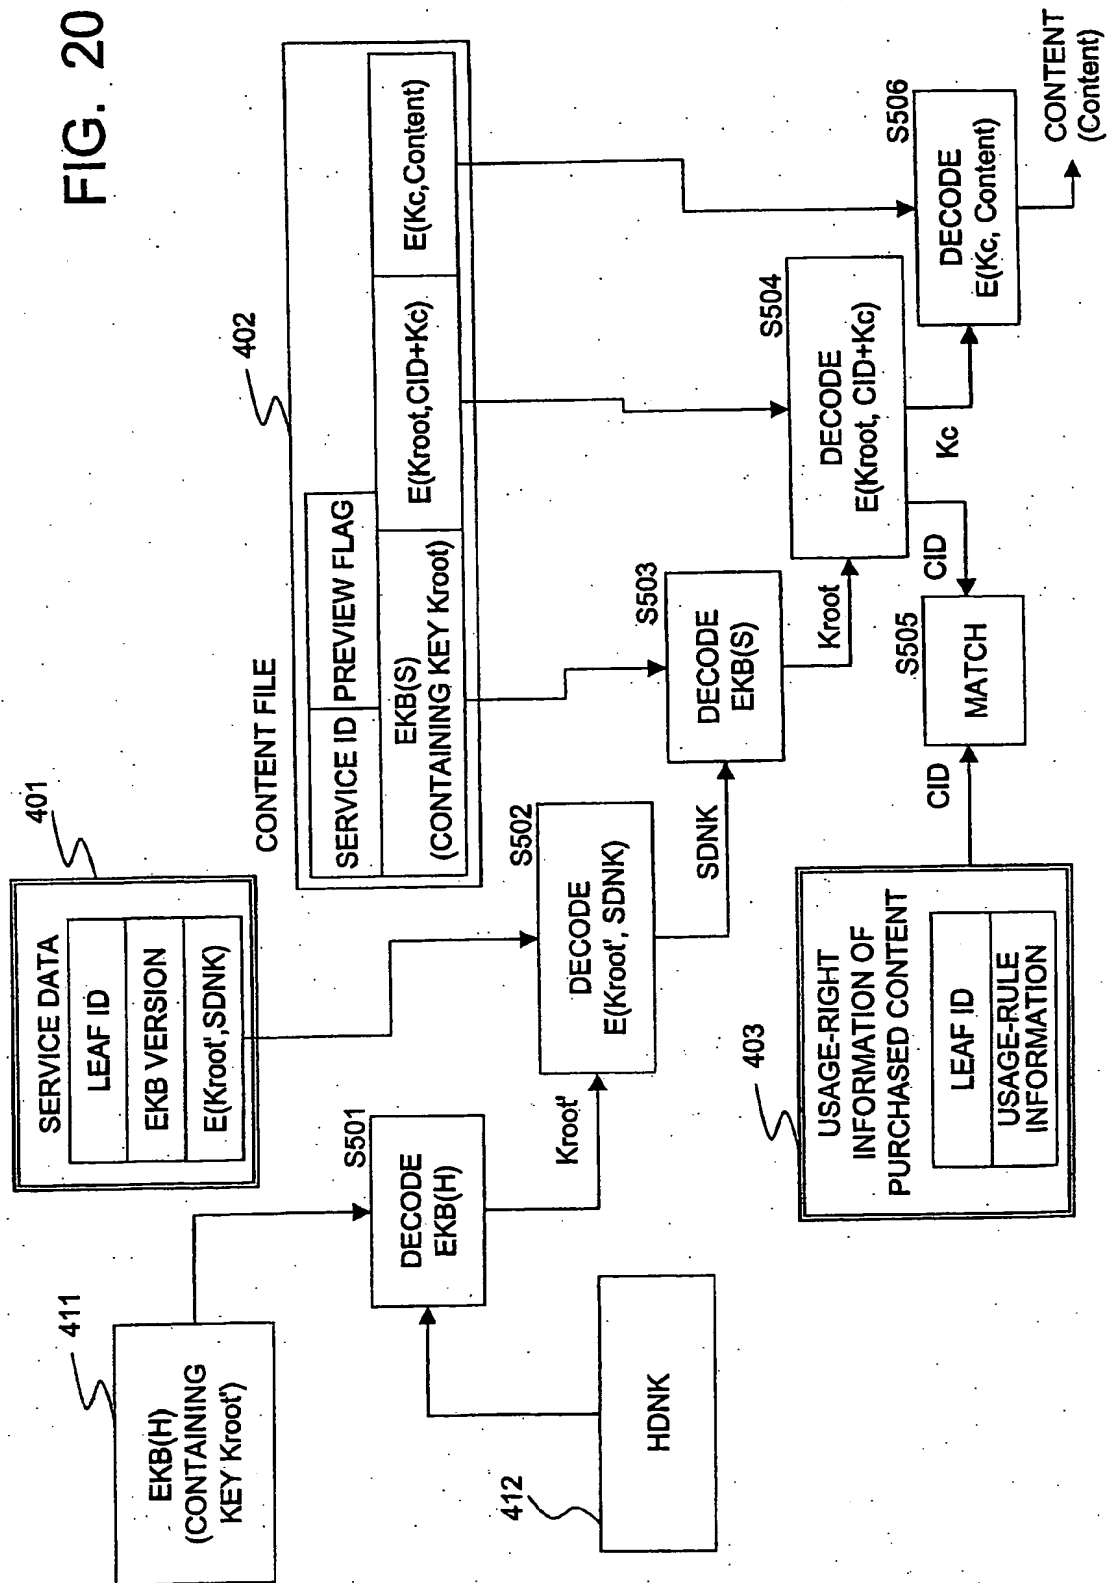 FIG. 20
411
EKB(H)
(CONTAINING
KEY Kroot')
401
SERVICE DATA
LEAF ID
EKB VERSION
E(Kroot',SDNK)
402
CONTENT FILE
SERVICE ID
PREVIEW FLAG
EKB(S)
(CONTAINING KEY Kroot)
E(Kroot,CID+Kc)
E(Kc,Content)
412
HDNK
S501
DECODE
EKB(H)
Kroot'
S502
DECODE
E(Kroot', SDNK)
SDNK
S503
DECODE
EKB(S)
Kroot
S504
DECODE
E(Kroot, CID+Kc)
CID
Kc
403
USAGE-RIGHT
INFORMATION OF
PURCHASED CONTENT
LEAF ID
USAGE-RULE
INFORMATION
CID
S505
MATCH
S506
DECODE
E(Kc, Content)
CONTENT
(Content)